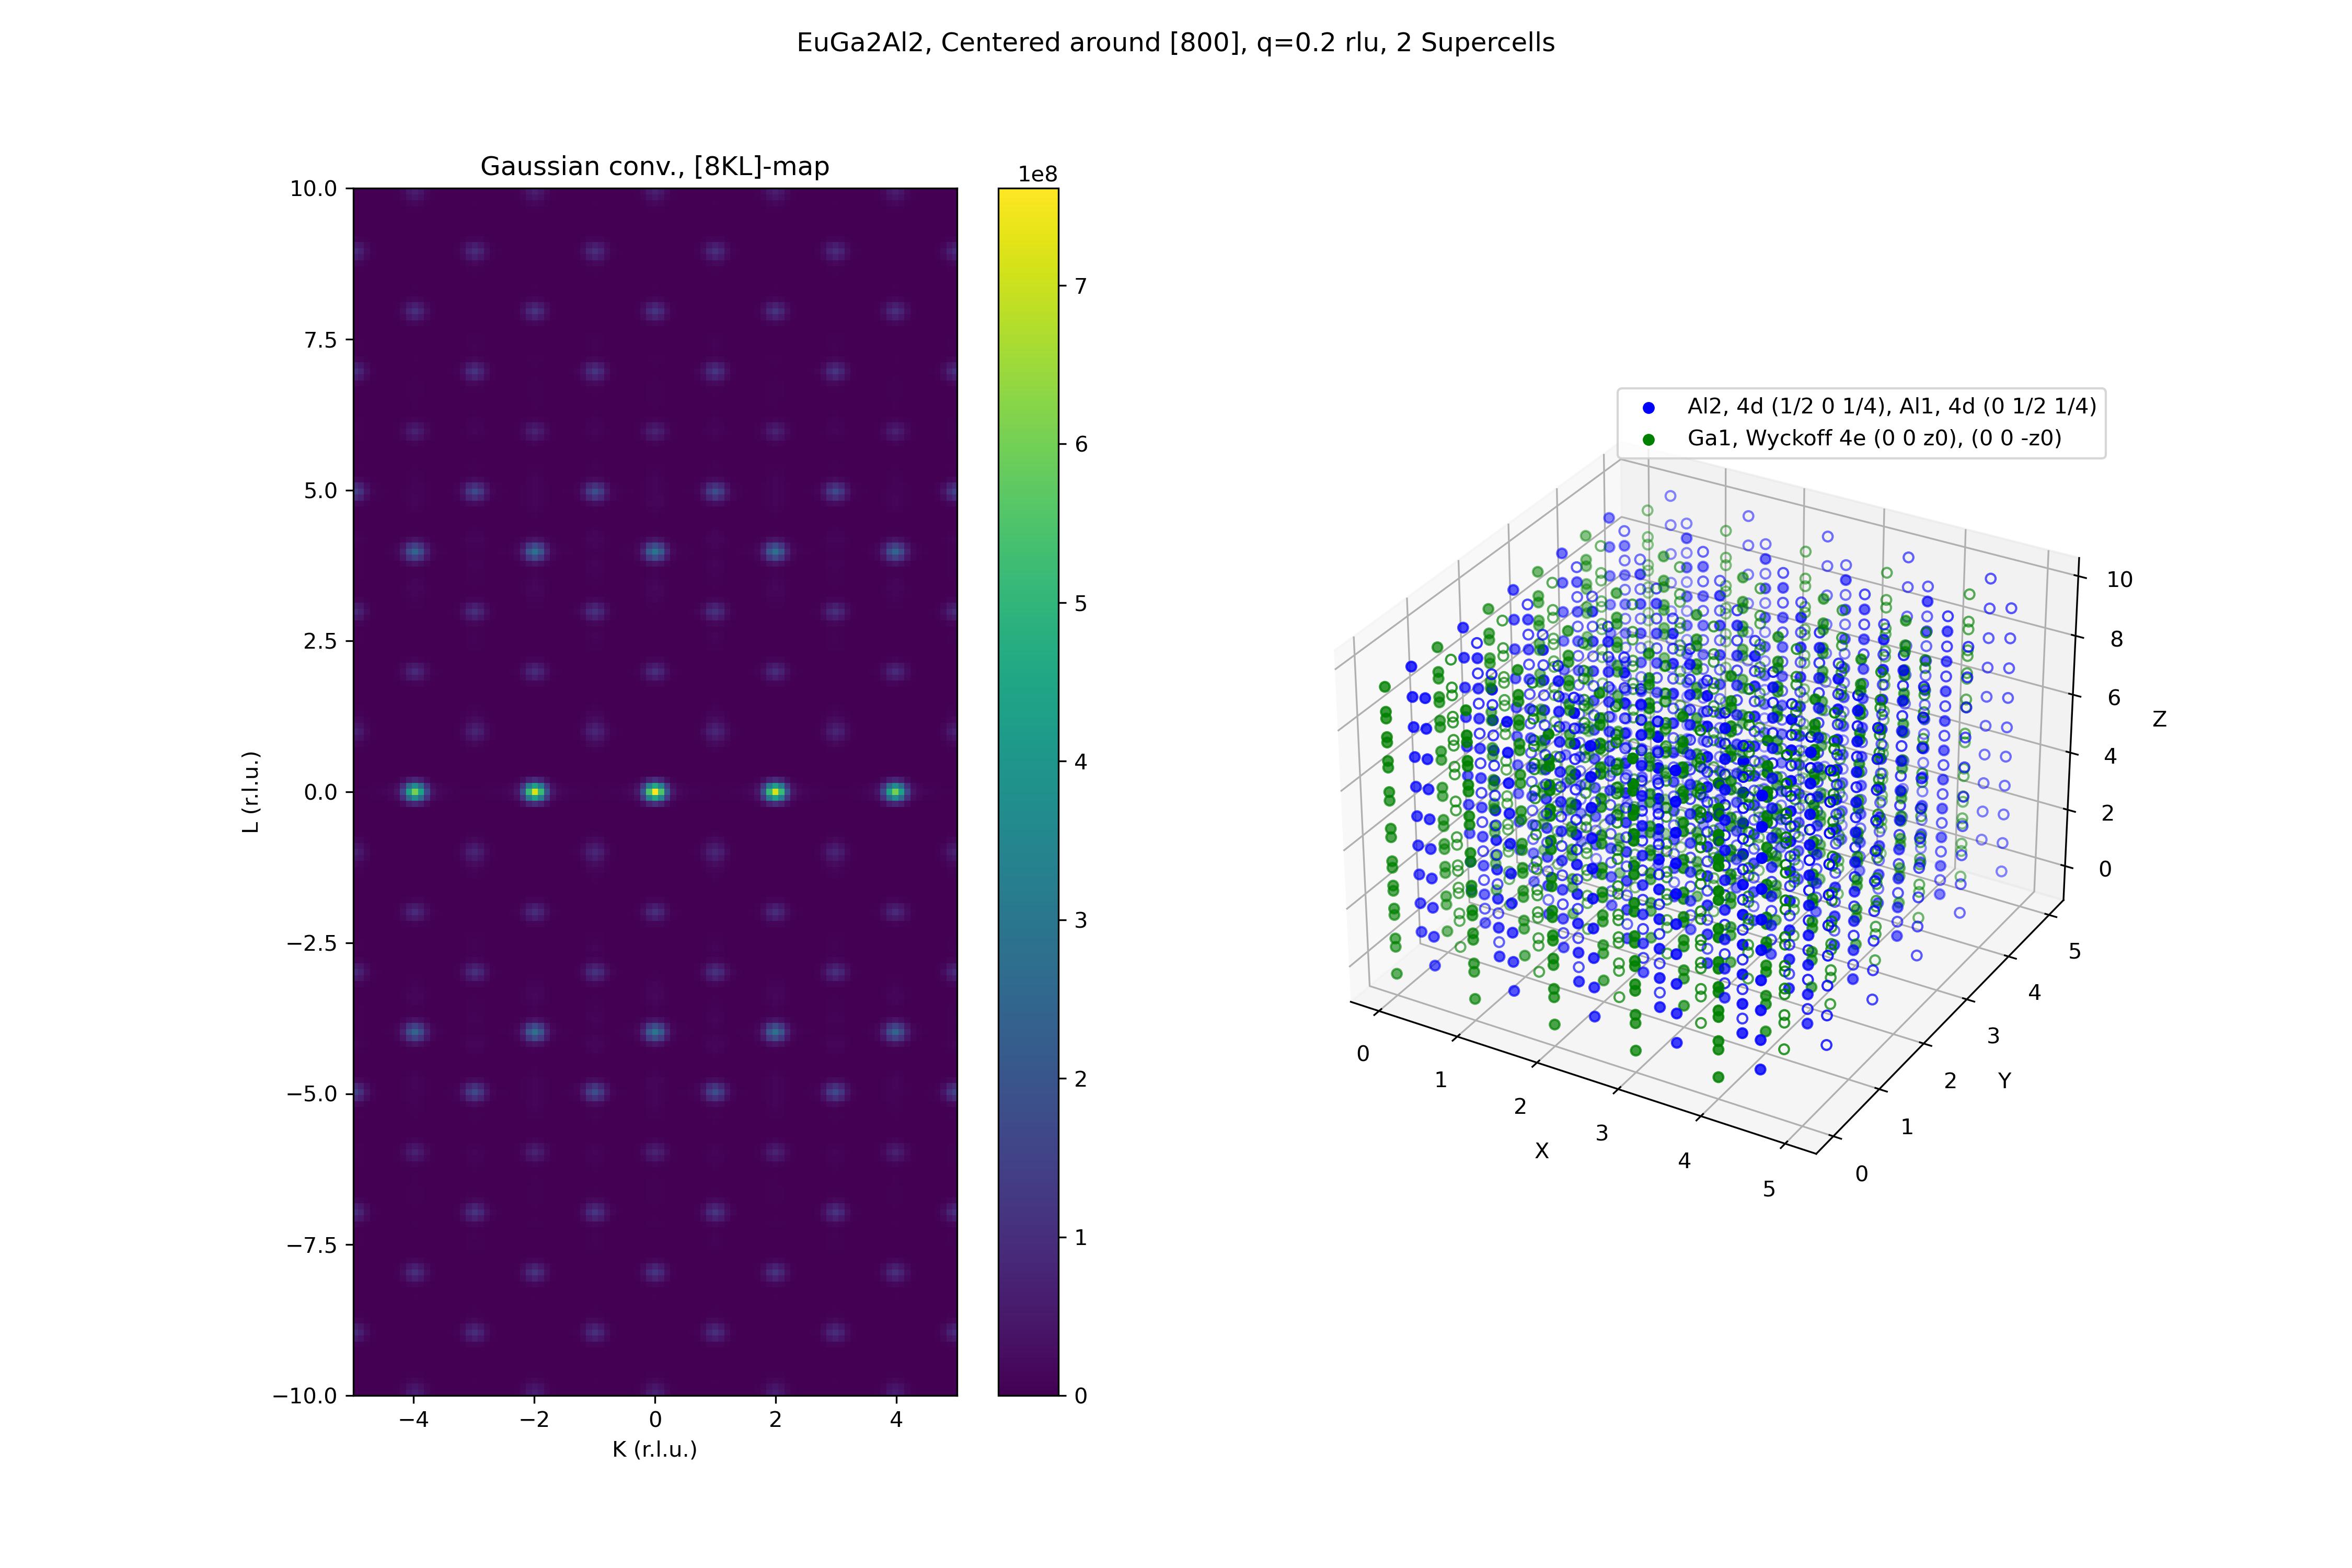 EuGa2Al2, Centered around [800], q=0.2 rlu, 2 Supercells
Gaussian conv., [8KL]-map
1e8
10.0
7.5
5.0
2.5
0.0
−2.5
−5.0
−7.5
−10.0
L (r.l.u.)
−4 −2 0 2 4
K (r.l.u.)
7
6
5
4
3
2
1
0
Al2, 4d (1/2 0 1/4), Al1, 4d (0 1/2 1/4)
Ga1, Wyckoff 4e (0 0 z0), (0 0 -z0)
10
8
6
4
2
0
Z
0 1 2 3 4 5
X
0 1 2 3 4 5
Y